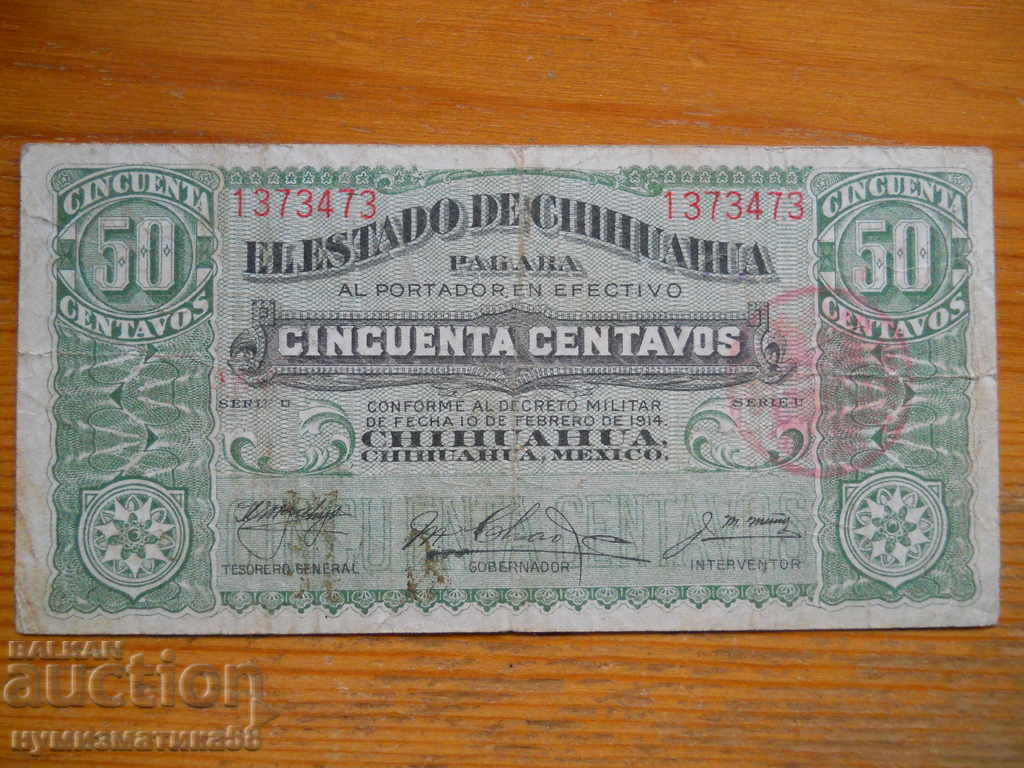 CINCUENTA
50
CENTAVOS
1373473
1373473
CINCUENTA
50
CENTAVOS
EL ESTADO DE CHIHUAHUA
PAGARA
AL PORTADOR, EN EFECTIVO
CINCUENTA CENTAVOS
SERIE U
SERIE U
CONFORME AL DECRETO MILITAR
DE FECHA 10 DE FEBRERO DE 1914.
CHIHUAHUA,
CHIHUAHUA, MEXICO.
CINCUENTA CENTAVOS
TESORERO GENERAL
GOBERNADOR
INTERVENTOR
BALKAN
auction
нумизматика58